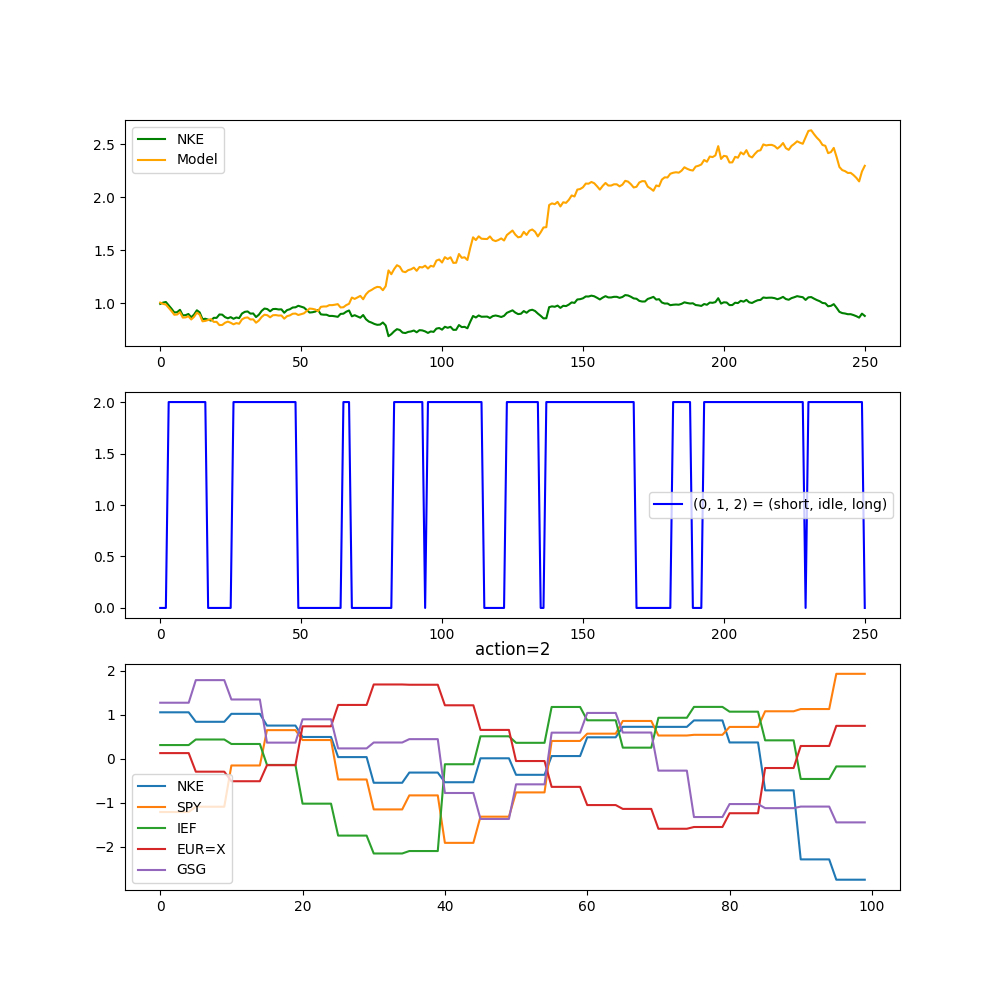 NKE
Model
2.5
2.0
1.5
1.0
0 50 100 150 200 250
2.0
1.5
1.0
0.5
0.0
(0, 1, 2) = (short, idle, long)
0 50 100 150 200 250
action=2
2
1
0
−1
−2
NKE
SPY
IEF
EUR=X
GSG
0 20 40 60 80 100